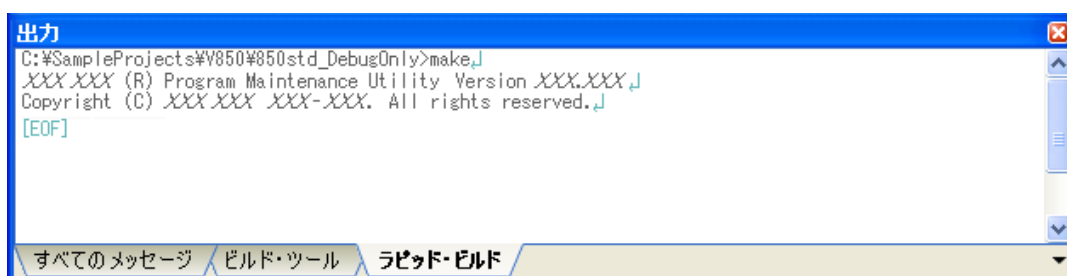 出力
C:¥SampleProjects¥V850¥850std_DebugOnly>make↲
XXX XXX (R) Program Maintenance Utility Version XXX.XXX↲
Copyright (C) XXX XXX XXX-XXX. All rights reserved.↲
[EOF]
すべてのメッセージ ビルド・ツール ラピッド・ビルド